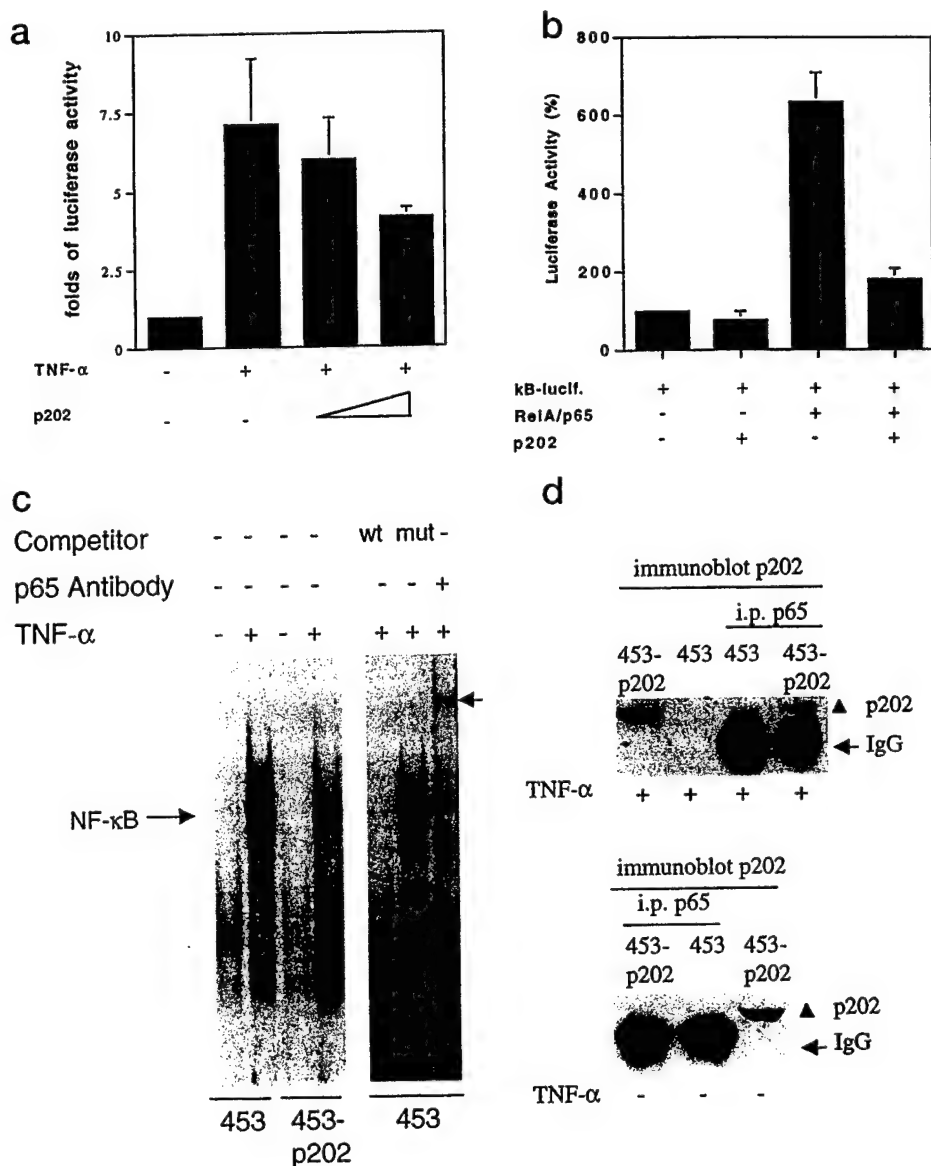 a
folds of luciferase activity
10
7.5
5
2.5
0
TNF-α - + + +
p202 - -
b
Luciferase Activity (%)
800
600
400
200
0
kB-lucif. + + + +
RelA/p65 - - + +
p202 - + - +
c
Competitor - - - - wt mut -
p65 Antibody - - - - - - +
TNF-α - + - + + + +
NF-κB
453 453- 453
p202
d
immunoblot p202
i.p. p65
453- 453 453 453-
p202 p202
p202
IgG
TNF-α + + + +
immunoblot p202
i.p. p65
453- 453 453-
p202 p202
p202
IgG
TNF-α - - -